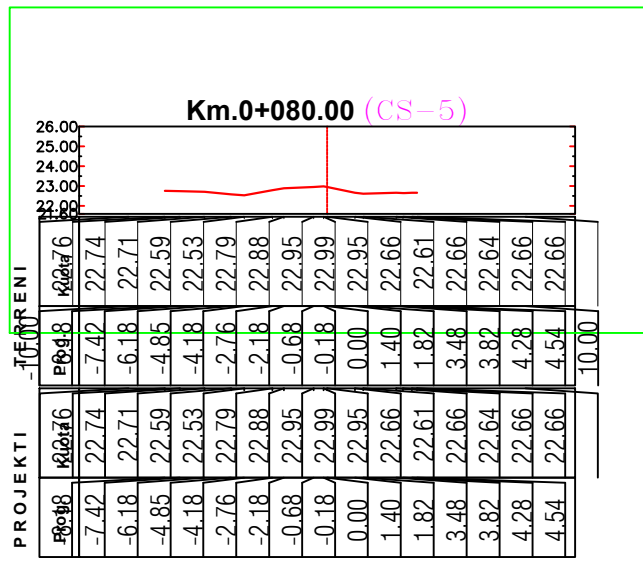 Km.0+080.00 (CS-5)
26.00
25.00
24.00
23.00
22.00
21.60
TERRENI
Kuota 22.74 22.71 22.59 22.53 22.79 22.88 22.95 22.99 22.95 22.66 22.61 22.66 22.64 22.66 22.66
-10.00 Prog. -7.42 -6.18 -4.85 -4.18 -2.76 -2.18 -0.68 -0.18 0.00 1.40 1.82 3.48 3.82 4.28 4.54 10.00
PROJEKTI
Kuota 22.74 22.71 22.59 22.53 22.79 22.88 22.95 22.99 22.95 22.66 22.61 22.66 22.64 22.66 22.66
Prog. -7.42 -6.18 -4.85 -4.18 -2.76 -2.18 -0.68 -0.18 0.00 1.40 1.82 3.48 3.82 4.28 4.54